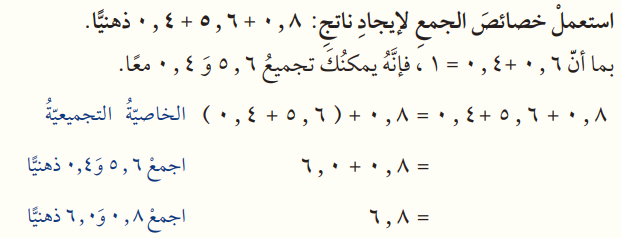 استعملْ خصائصَ الجمعِ لإيجادِ ناتجِ: ٠,٨ + ٥,٦ + ٠,٤ ذهنيًّا.
بما أنّ ٠,٦ + ٠,٤ = ١ ، فإنَّهُ يمكنُكَ تجميعُ ٥,٦ وَ ٠,٤ معًا.
٠,٨ + ٥,٦ + ٠,٤ = ٠,٨ + ( ٥,٦ + ٠,٤ ) الخاصيّةُ التجميعيّةُ
= ٠,٨ + ٦,٠ اجمعْ ٥,٦ وَ٠,٤ ذهنيًّا
= ٦,٨ اجمعْ ٠,٨ وَ٦,٠ ذهنيًّا